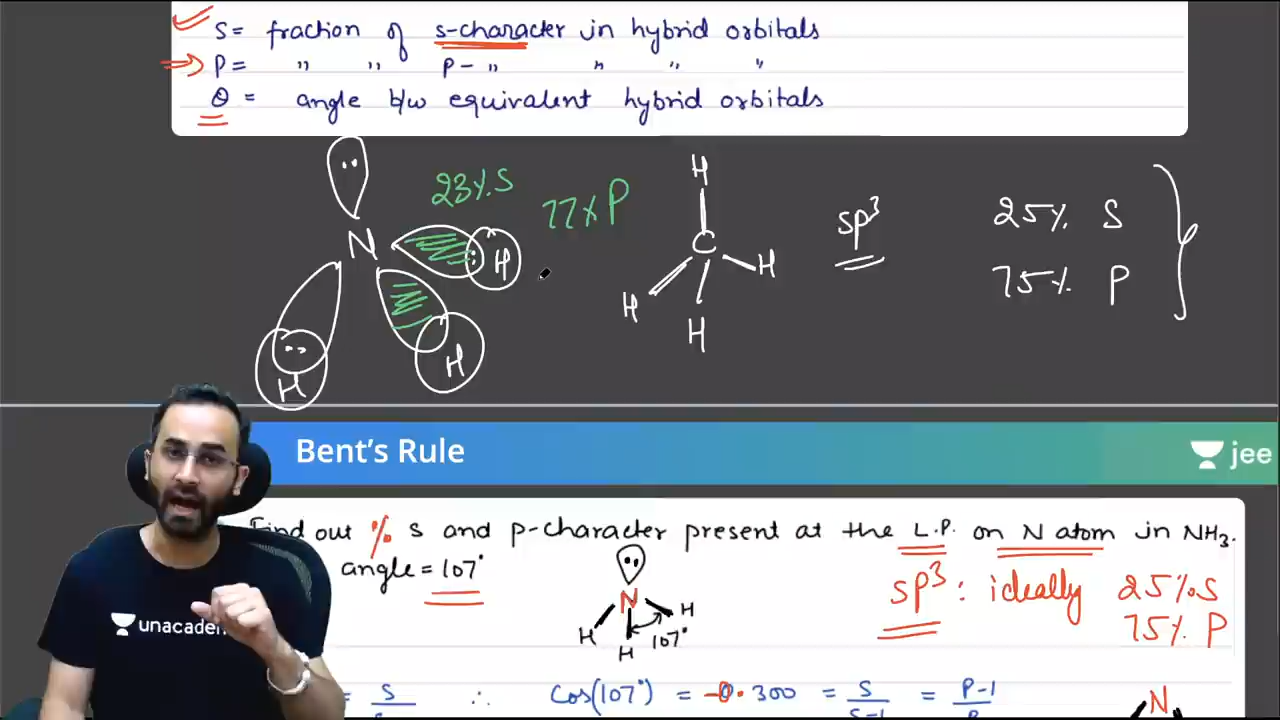 S = fraction of s-character in hybrid orbitals
P = ,, ,, P- ,, ,, ,, ,,
θ = angle b/w equivalent hybrid orbitals
23% S
77% P
N
H
H
H
H
C
H
H
H
sp³
25% S
75% P
Bent's Rule
jee
Find out % s and p-character present at the L.P. on N atom in NH₃.
angle = 107°
sp³ : ideally 25% S
75% P
N
H
H
H
107°
unacadem
= S ∴ cos(107°) = -0.300 = S/S-1 = P-1/P
N